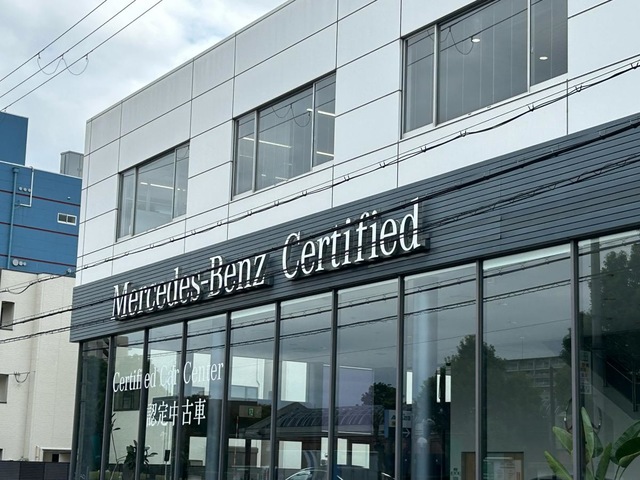 Mercedes-Benz Certified
Certified Car Center
認定中古車